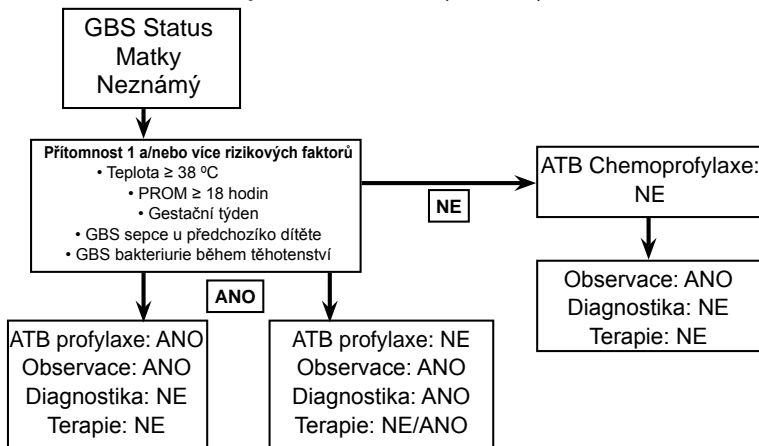 GBS Status
Matky
Neznámý
Přítomnost 1 a/nebo více rizikových faktorů
• Teplota ≥ 38 ºC
• PROM ≥ 18 hodin
• Gestační týden
• GBS sepce u předchozíko dítěte
• GBS bakteriurie během těhotenství
NE
ATB Chemoprofylaxe:
NE
Observace: ANO
Diagnostika: NE
Terapie: NE
ANO
ATB profylaxe: ANO
Observace: ANO
Diagnostika: NE
Terapie: NE
ATB profylaxe: NE
Observace: ANO
Diagnostika: ANO
Terapie: NE/ANO